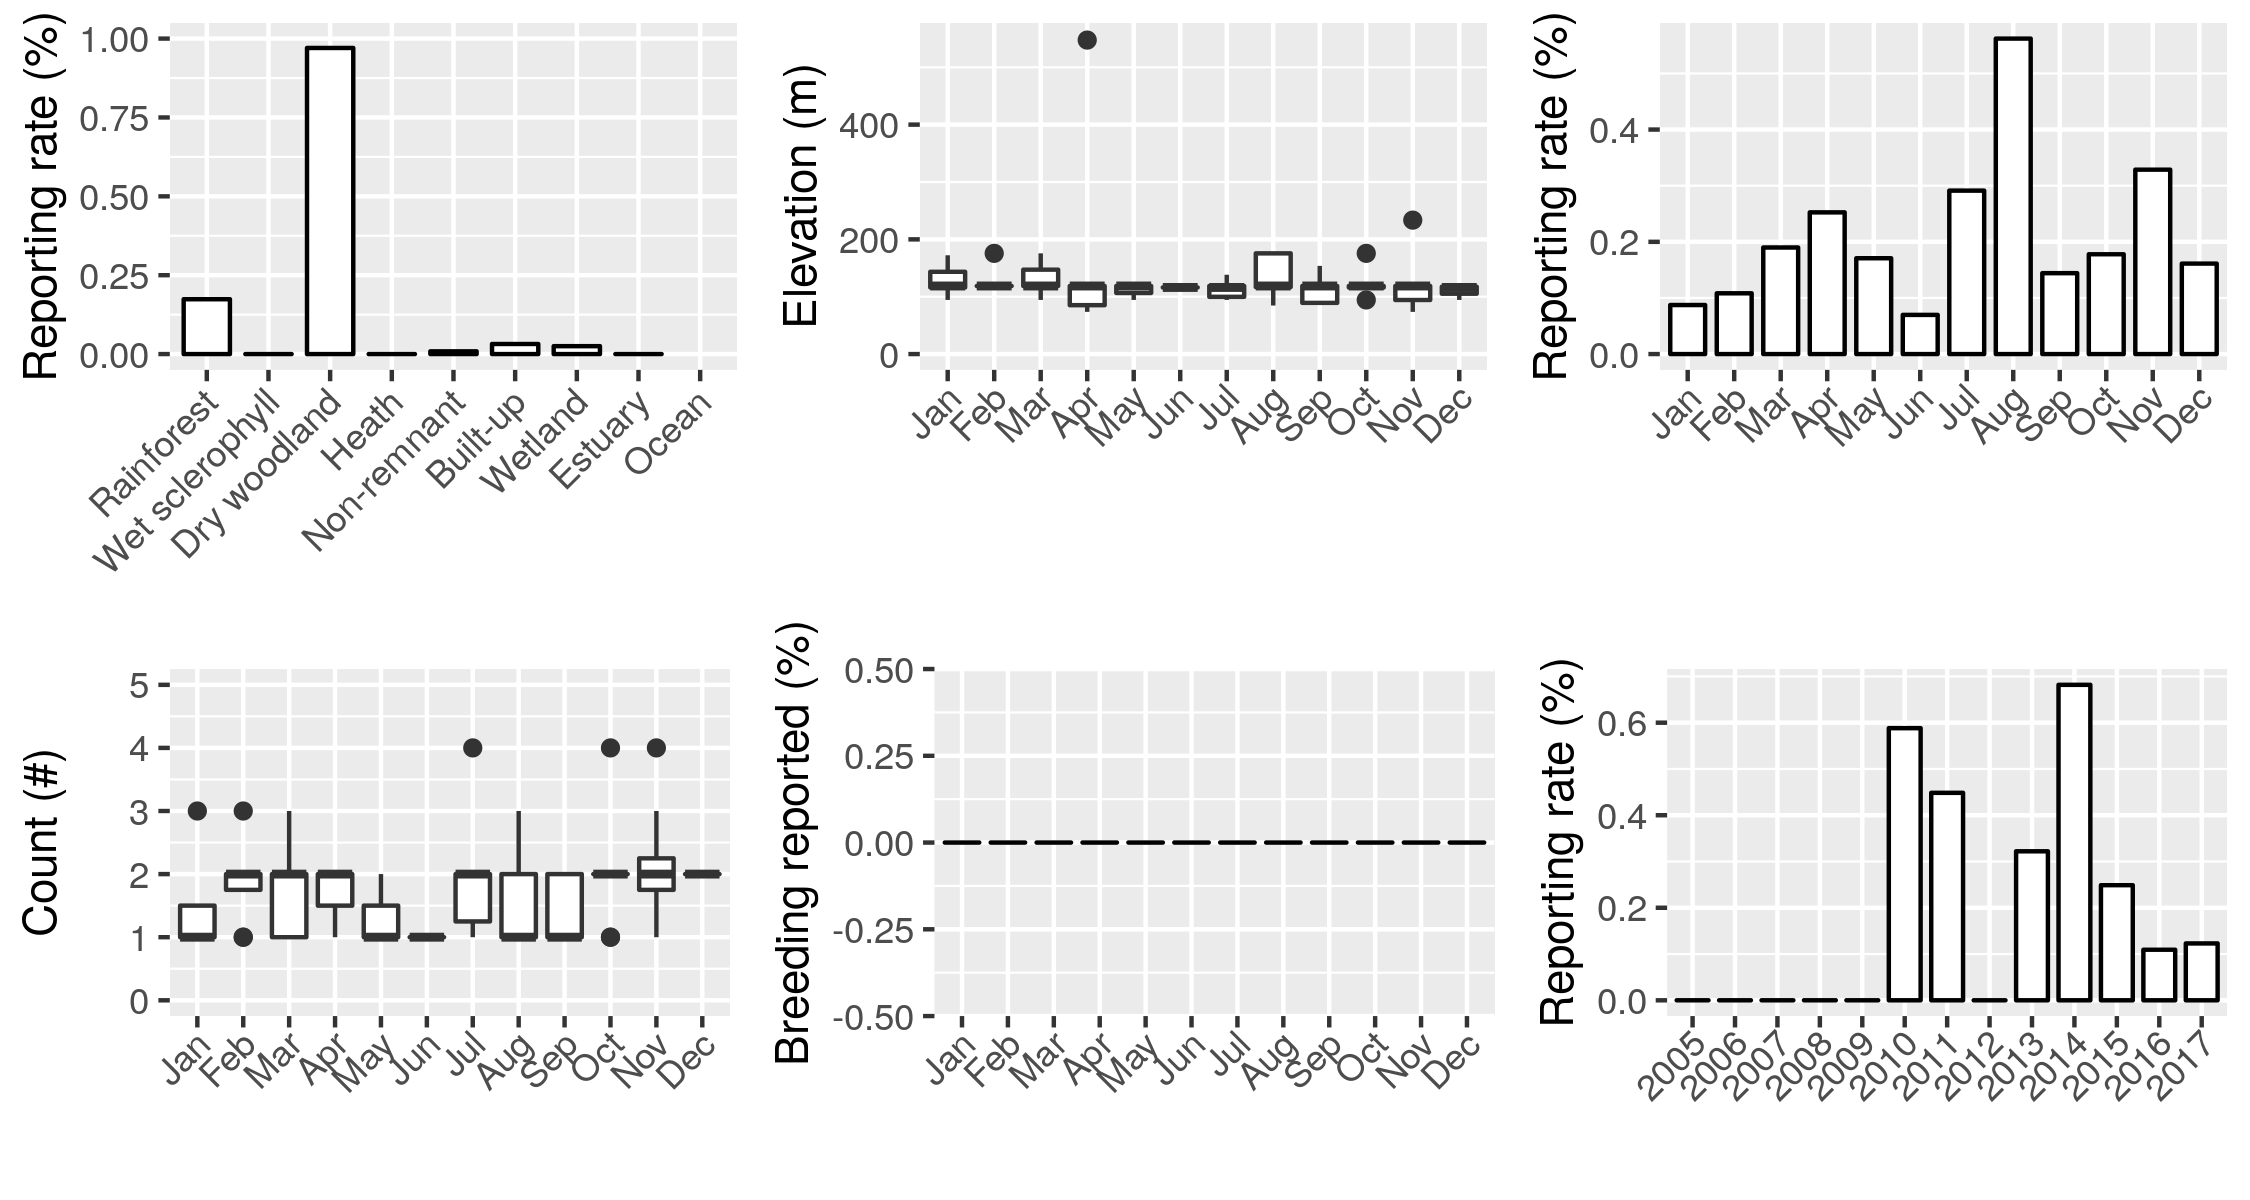 Reporting rate (%)
1.00
0.75
0.50
0.25
0.00
Rainforest
Wet sclerophyll
Dry woodland
Heath
Non-remnant
Built-up
Wetland
Estuary
Ocean
Elevation (m)
400
200
0
Jan
Feb
Mar
Apr
May
Jun
Jul
Aug
Sep
Oct
Nov
Dec
Reporting rate (%)
0.4
0.2
0.0
Jan
Feb
Mar
Apr
May
Jun
Jul
Aug
Sep
Oct
Nov
Dec
Count (#)
5
4
3
2
1
0
Jan
Feb
Mar
Apr
May
Jun
Jul
Aug
Sep
Oct
Nov
Dec
Breeding reported (%)
0.50
0.25
0.00
-0.25
-0.50
Jan
Feb
Mar
Apr
May
Jun
Jul
Aug
Sep
Oct
Nov
Dec
Reporting rate (%)
0.6
0.4
0.2
0.0
2005
2006
2007
2008
2009
2010
2011
2012
2013
2014
2015
2016
2017